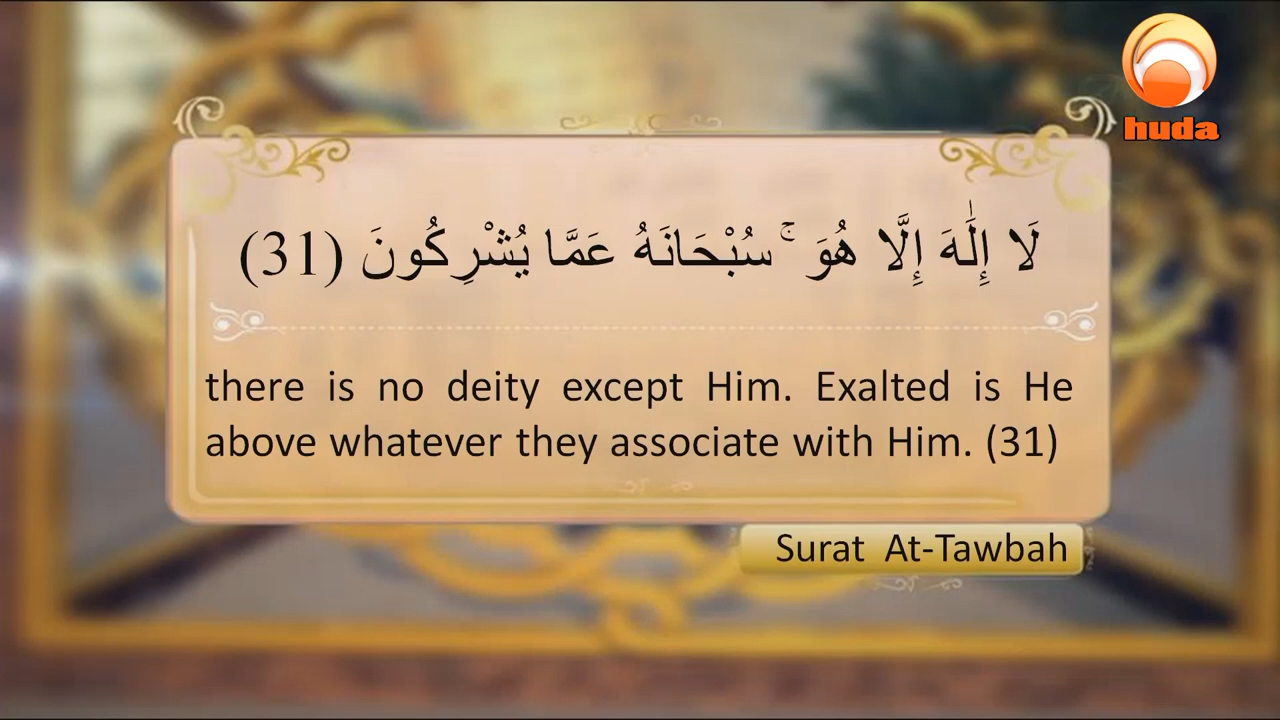 huda
لَا إِلَٰهَ إِلَّا هُوَ ۚ سُبْحَانَهُ عَمَّا يُشْرِكُونَ (31)
there is no deity except Him. Exalted is He
above whatever they associate with Him. (31)
Surat At-Tawbah